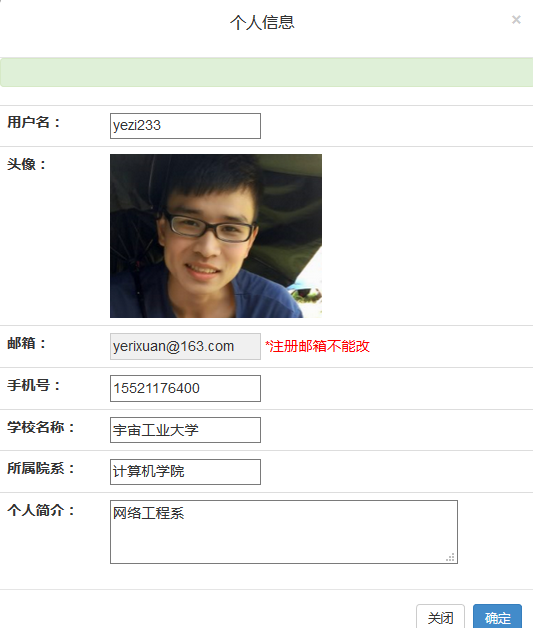 个人信息
×
用户名：
yezi233
头像：
邮箱：
yerixuan@163.com *注册邮箱不能改
手机号：
15521176400
学校名称：
宇宙工业大学
所属院系：
计算机学院
个人简介：
网络工程系
关闭 确定